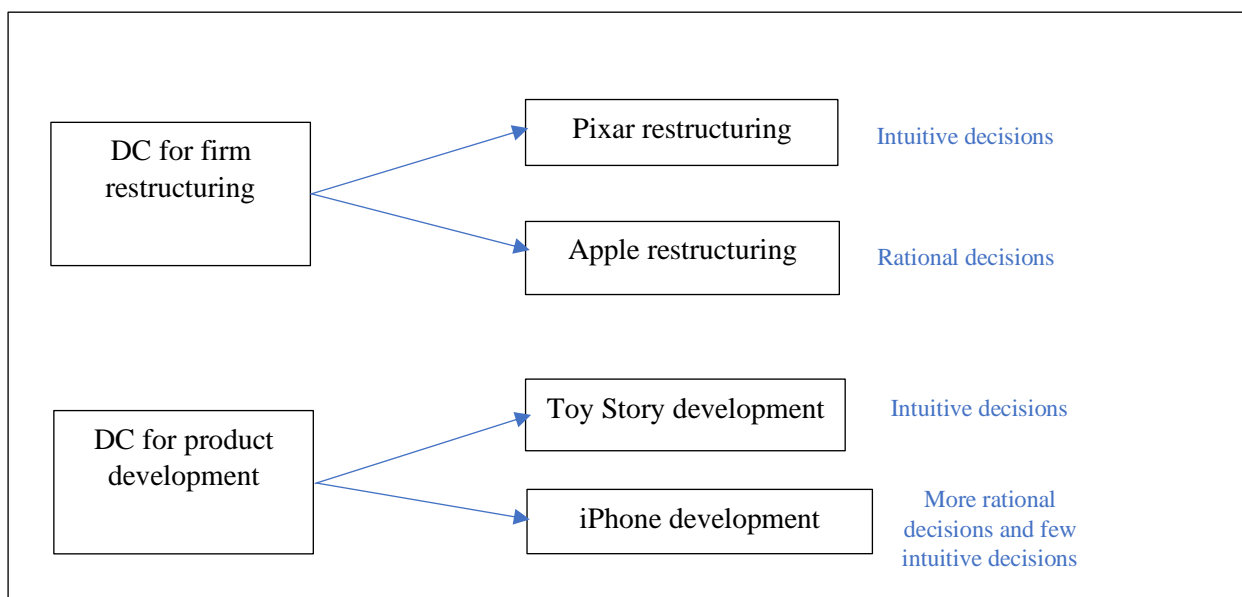 DC for firm
restructuring
Pixar restructuring
Intuitive decisions
Apple restructuring
Rational decisions
DC for product
development
Toy Story development
Intuitive decisions
iPhone development
More rational
decisions and few
intuitive decisions